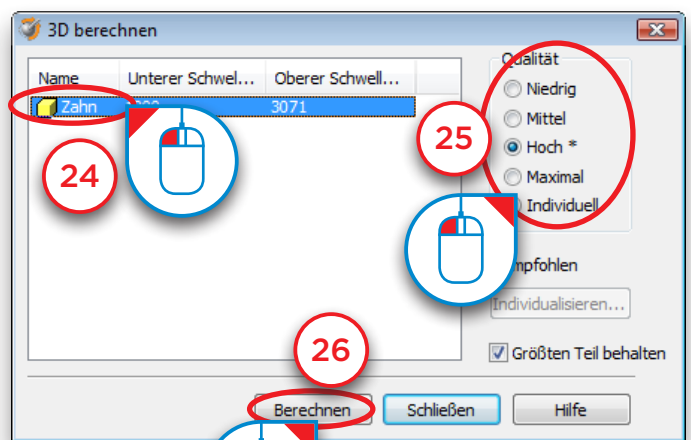 3D berechnen
Qualität
Name Unterer Schwel... Oberer Schwell...
Niedrig
Zahn 3071
Mittel
25
Hoch *
24
Maximal
Individuell
mpfohlen
Individualisieren...
26
Größten Teil behalten
Berechnen Schließen Hilfe